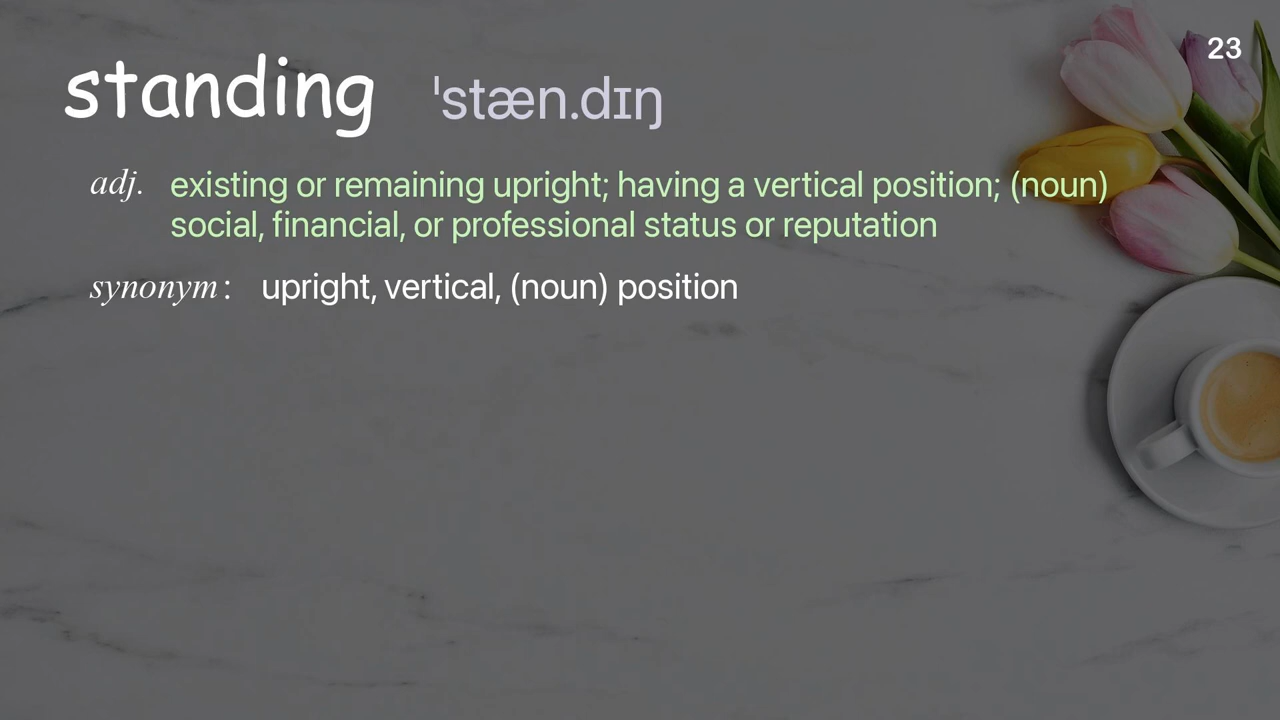 23
standing ˈstæn.dɪŋ
adj. existing or remaining upright; having a vertical position; (noun)
social, financial, or professional status or reputation
synonym : upright, vertical, (noun) position